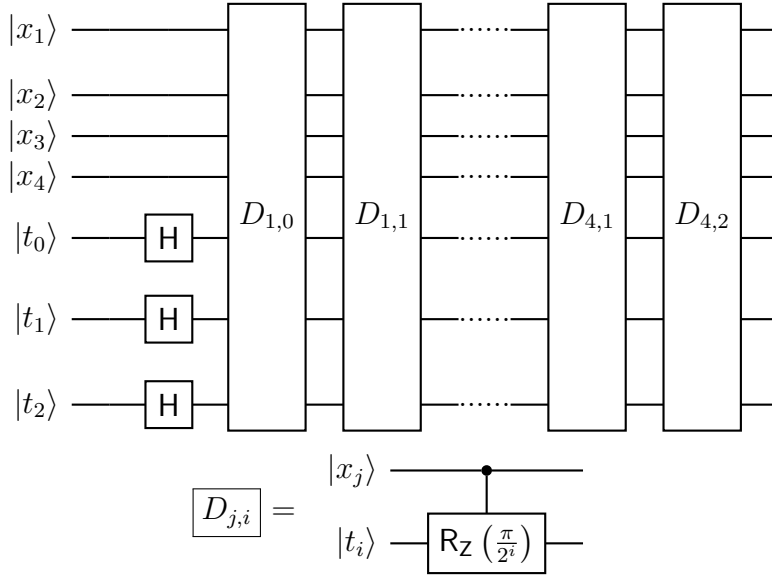 |x₁⟩
|x₂⟩
|x₃⟩
|x₄⟩
D₁,₀ D₁,₁ D₄,₁ D₄,₂
|t₀⟩ H
|t₁⟩ H
|t₂⟩ H
|xⱼ⟩
Dⱼ,ᵢ =
|tᵢ⟩ R_Z (π/2ⁱ)